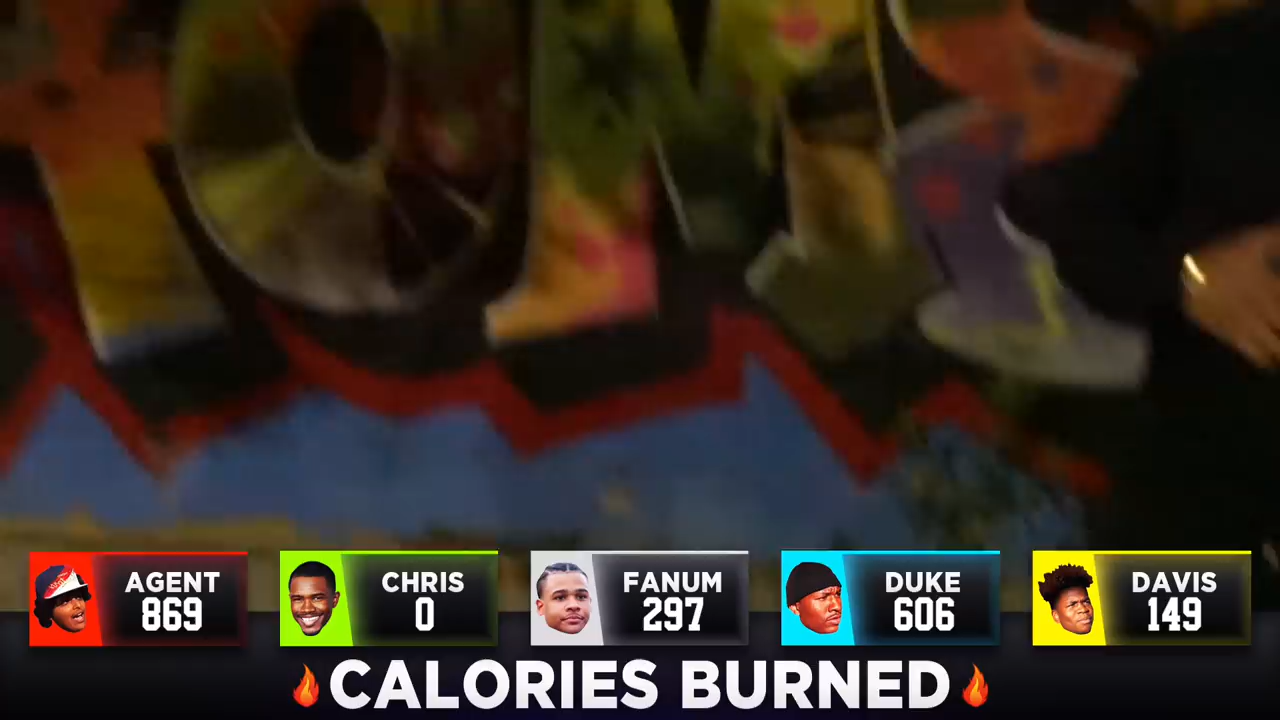 AGENT
869
CHRIS
0
FANUM
297
DUKE
606
DAVIS
149
🔥CALORIES BURNED🔥